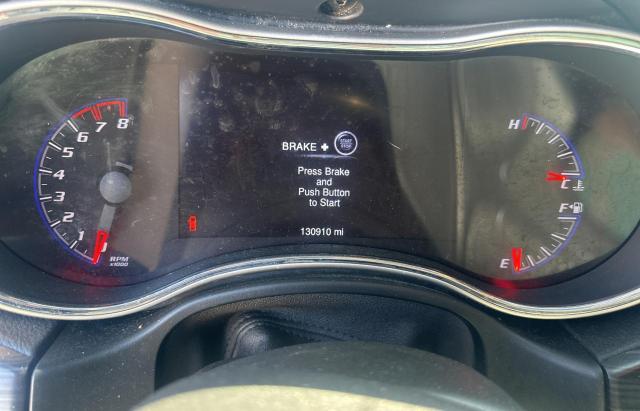 8
7
6
5
4
3
2
1
0
RPM
x1000
BRAKE + START STOP
Press Brake
and
Push Button
to Start
130910 mi
H
C
F
E